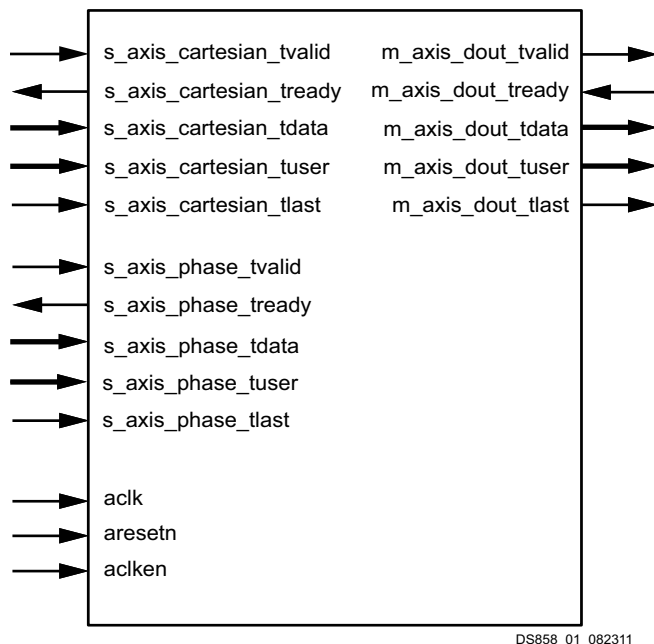 s_axis_cartesian_tvalid m_axis_dout_tvalid
s_axis_cartesian_tready m_axis_dout_tready
s_axis_cartesian_tdata m_axis_dout_tdata
s_axis_cartesian_tuser m_axis_dout_tuser
s_axis_cartesian_tlast m_axis_dout_tlast
s_axis_phase_tvalid
s_axis_phase_tready
s_axis_phase_tdata
s_axis_phase_tuser
s_axis_phase_tlast
aclk
aresetn
aclken
DS858_01_082311